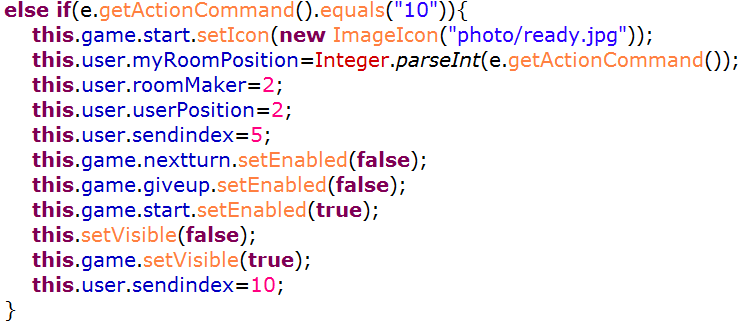 else if(e.getActionCommand().equals("10")){
this.game.start.setIcon(new ImageIcon("photo/ready.jpg"));
this.user.myRoomPosition=Integer.parseInt(e.getActionCommand());
this.user.roomMaker=2;
this.user.userPosition=2;
this.user.sendindex=5;
this.game.nextturn.setEnabled(false);
this.game.giveup.setEnabled(false);
this.game.start.setEnabled(true);
this.setVisible(false);
this.game.setVisible(true);
this.user.sendindex=10;
}